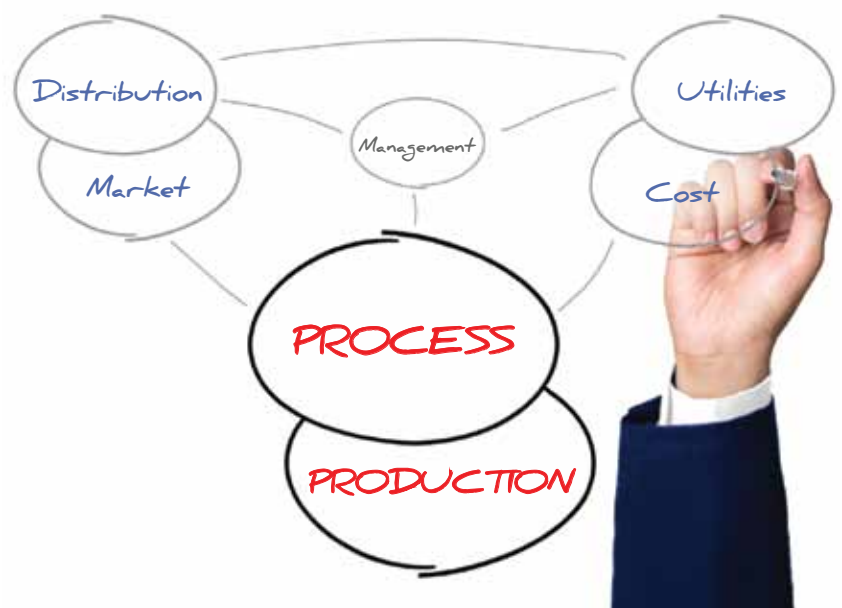 Distribution
Utilities
Management
Market
Cost
PROCESS
PRODUCTION